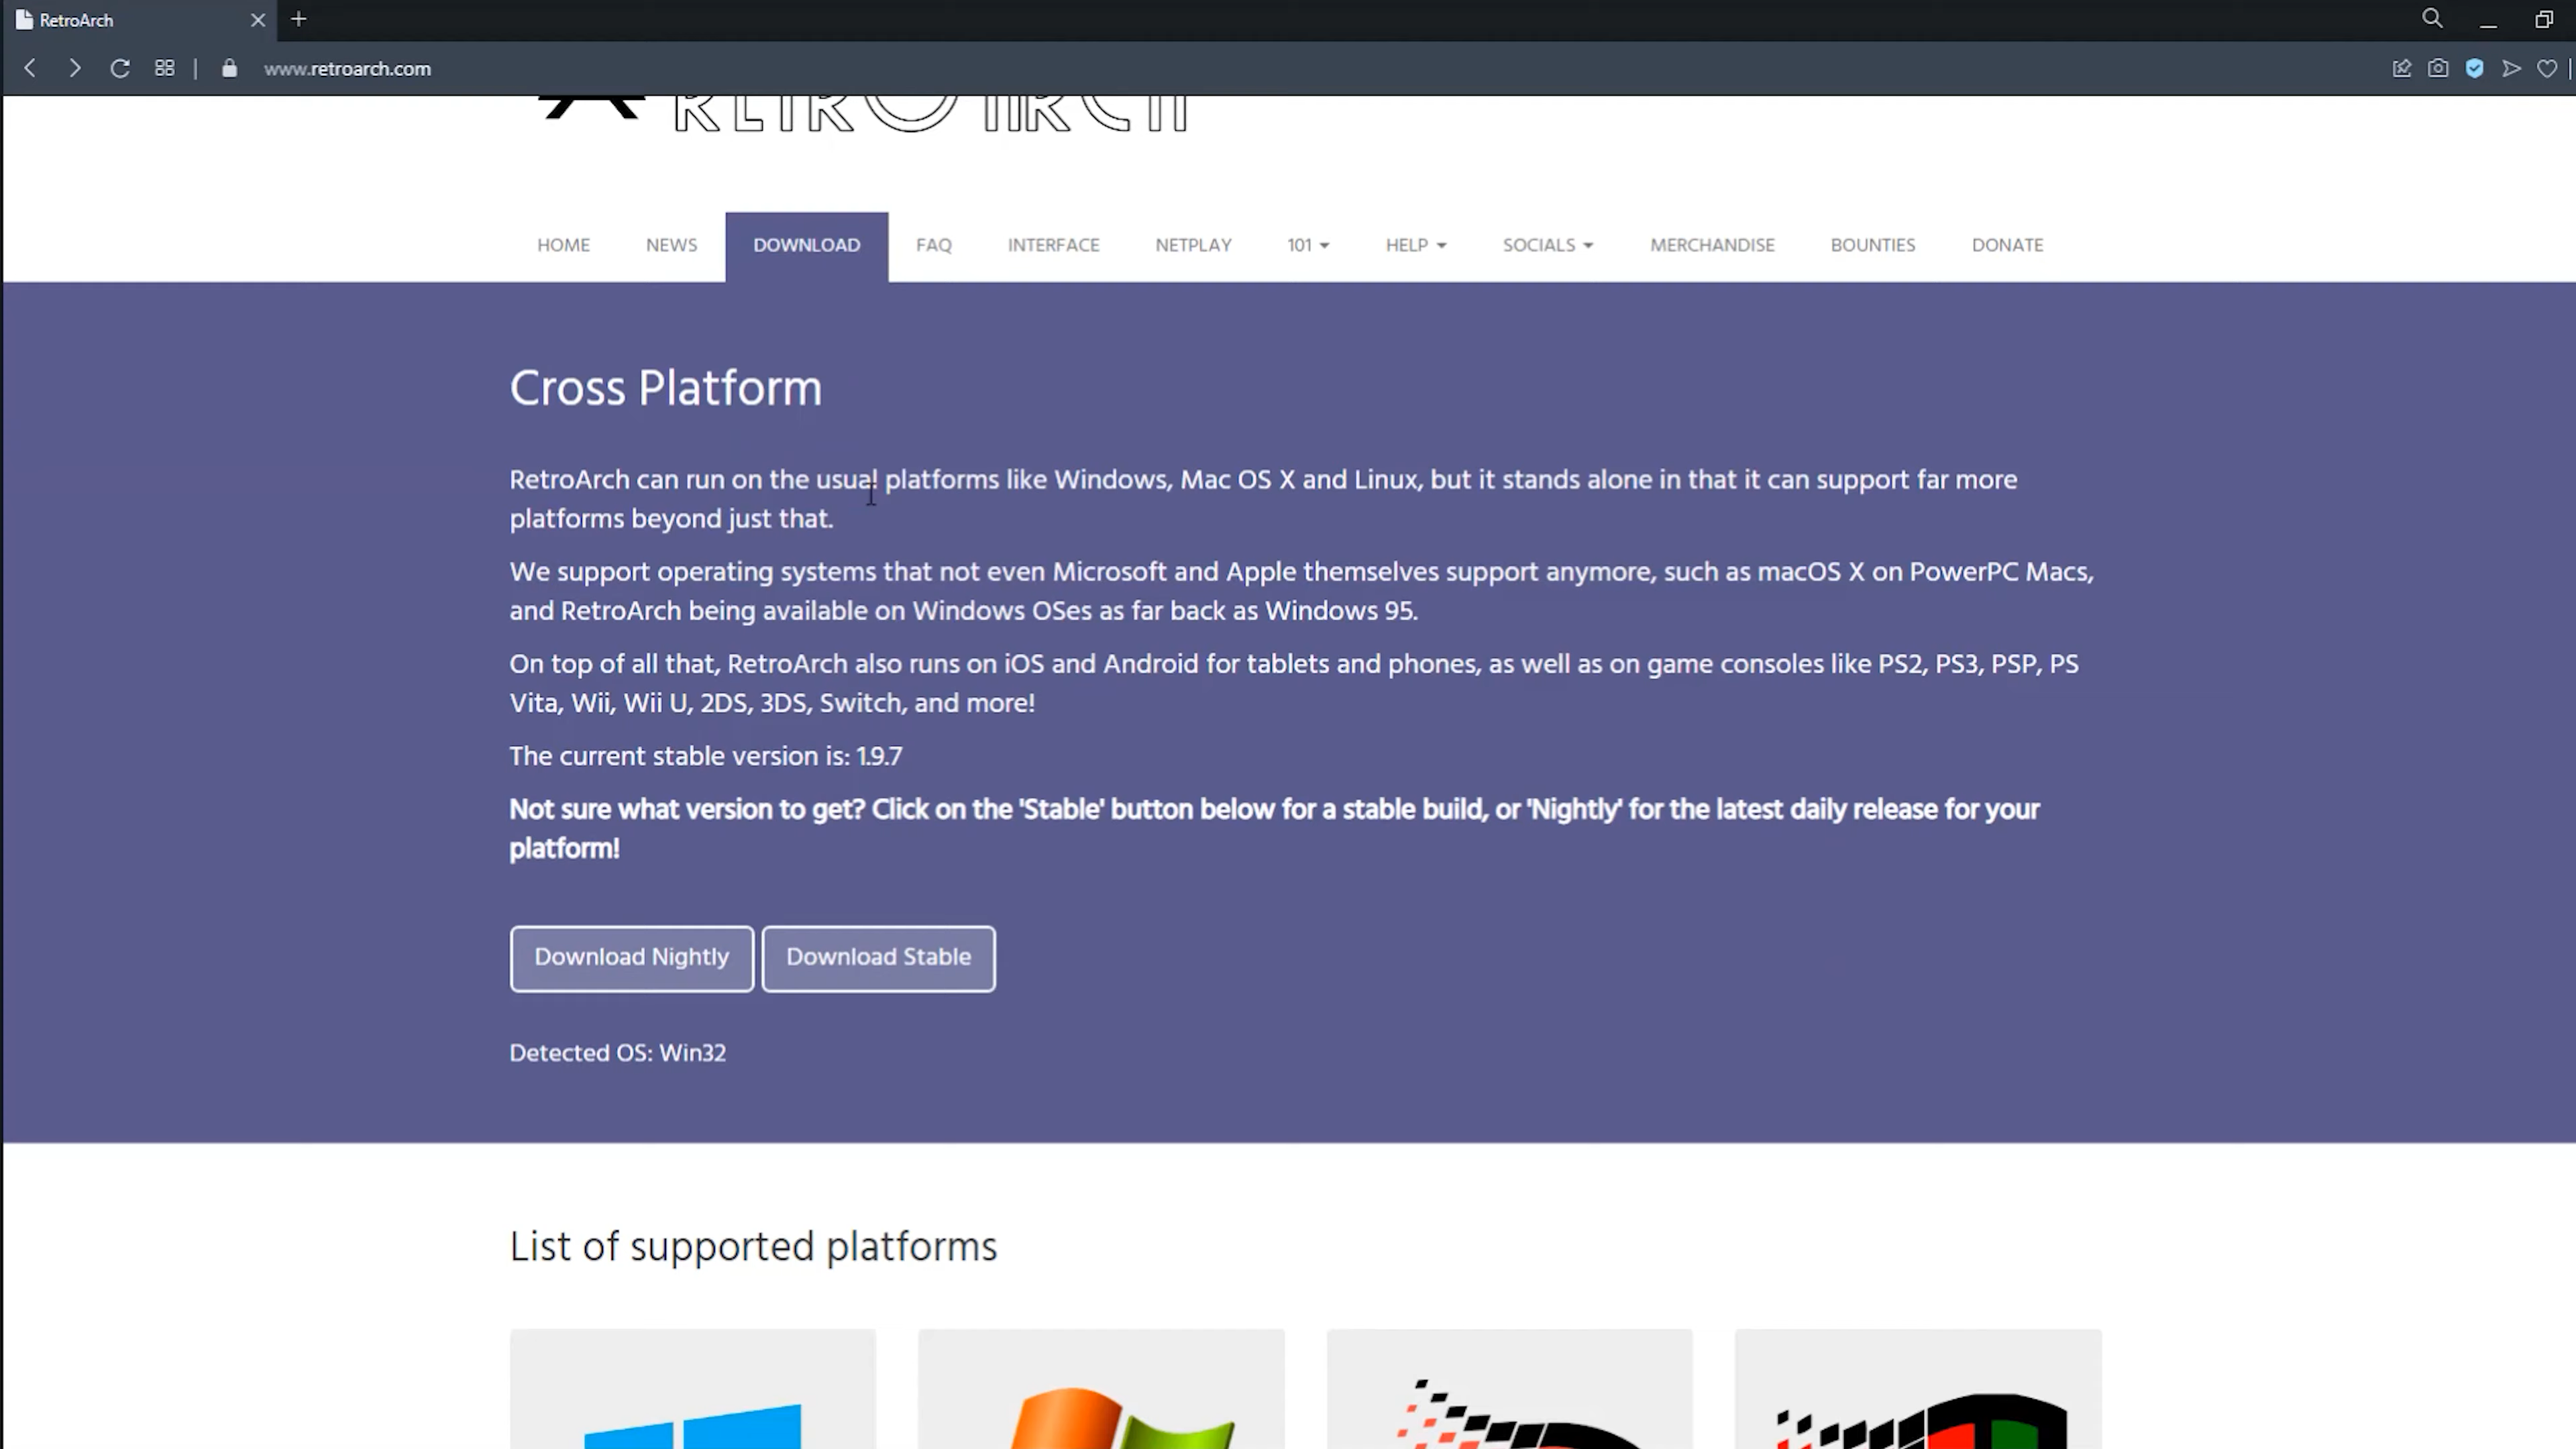 RetroArch
www.retroarch.com
RETROARCH
HOME NEWS DOWNLOAD FAQ INTERFACE NETPLAY 101 HELP SOCIALS MERCHANDISE BOUNTIES DONATE
Cross Platform
RetroArch can run on the usual platforms like Windows, Mac OS X and Linux, but it stands alone in that it can support far more
platforms beyond just that.
We support operating systems that not even Microsoft and Apple themselves support anymore, such as macOS X on PowerPC Macs,
and RetroArch being available on Windows OSes as far back as Windows 95.
On top of all that, RetroArch also runs on iOS and Android for tablets and phones, as well as on game consoles like PS2, PS3, PSP, PS
Vita, Wii, Wii U, 2DS, 3DS, Switch, and more!
The current stable version is: 1.9.7
Not sure what version to get? Click on the 'Stable' button below for a stable build, or 'Nightly' for the latest daily release for your
platform!
Download Nightly Download Stable
Detected OS: Win32
List of supported platforms